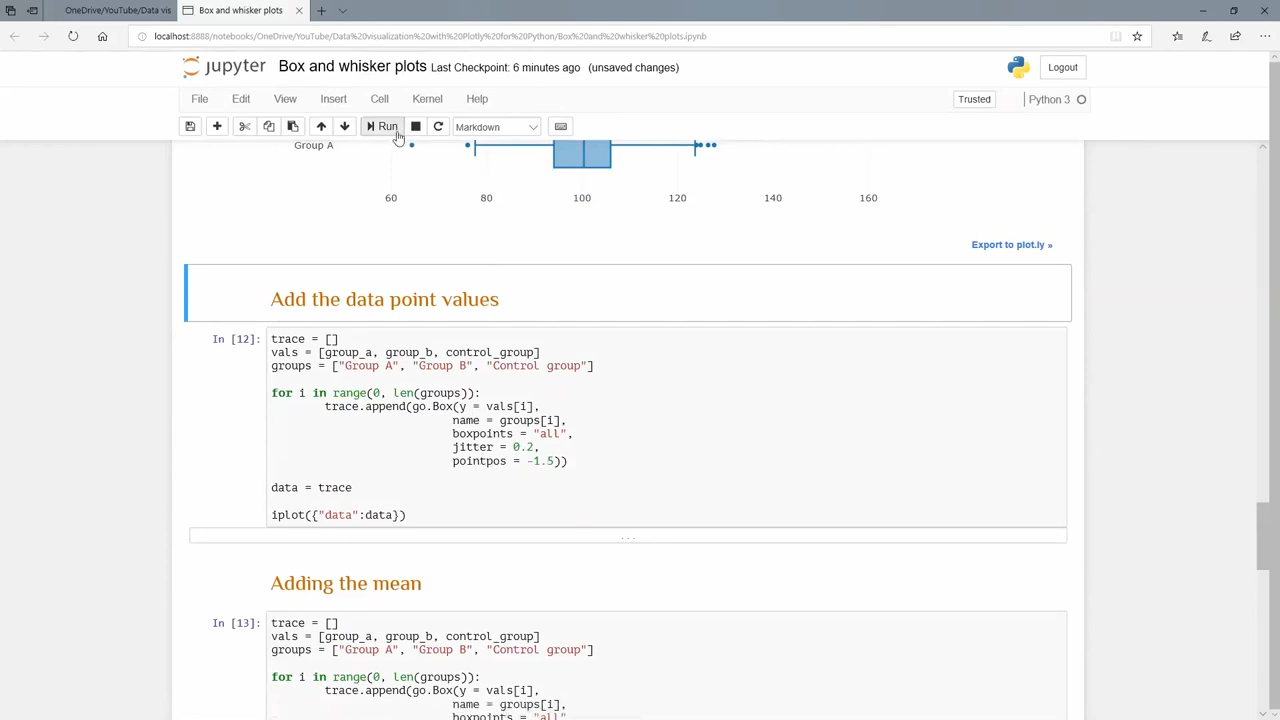 OneDrive/YouTube/Data vis
Box and whisker plots
localhost:8888/notebooks/OneDrive/YouTube/Data%20visualization%20with%20Plotly%20for%20Python/Box%20and%20whisker%20plots.ipynb
jupyter Box and whisker plots Last Checkpoint: 6 minutes ago (unsaved changes)
Logout
File Edit View Insert Cell Kernel Help
Trusted
Python 3
Run
Markdown
Group A
60 80 100 120 140 160
Export to plot.ly »
Add the data point values
In [12]:
trace = []
vals = [group_a, group_b, control_group]
groups = ["Group A", "Group B", "Control group"]
for i in range(0, len(groups)):
trace.append(go.Box(y = vals[i],
name = groups[i],
boxpoints = "all",
jitter = 0.2,
pointpos = -1.5))
data = trace
iplot({"data":data})
...
Adding the mean
In [13]:
trace = []
vals = [group_a, group_b, control_group]
groups = ["Group A", "Group B", "Control group"]
for i in range(0, len(groups)):
trace.append(go.Box(y = vals[i],
name = groups[i],
boxpoints = "all"